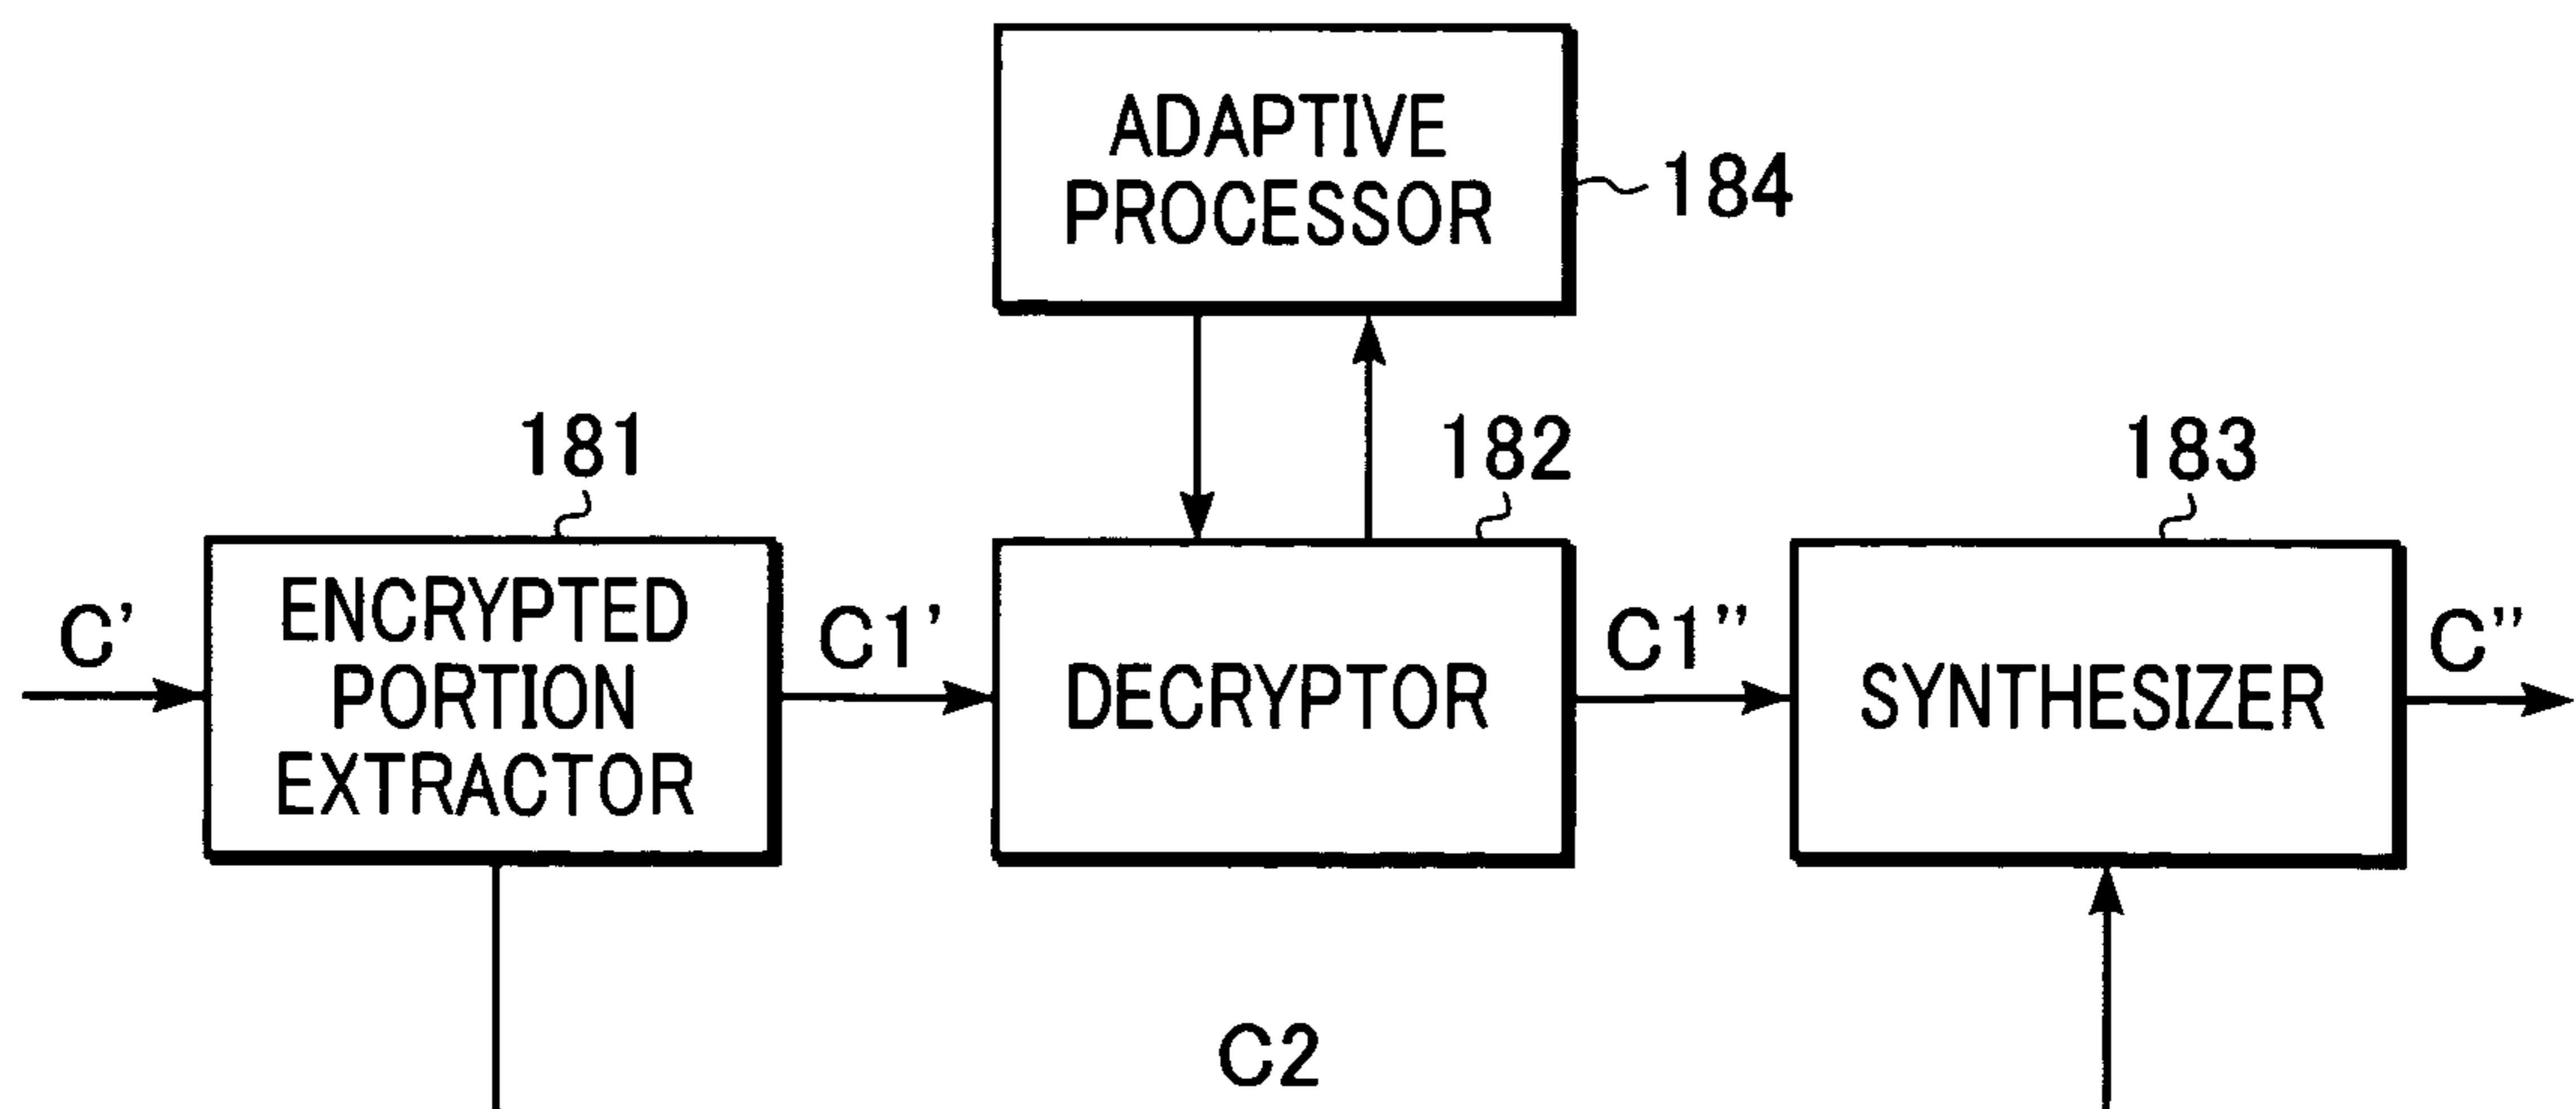 ADAPTIVE
PROCESSOR
184
181
182
183
C'
ENCRYPTED
PORTION
EXTRACTOR
C1'
DECRYPTOR
C1''
SYNTHESIZER
C''
C2